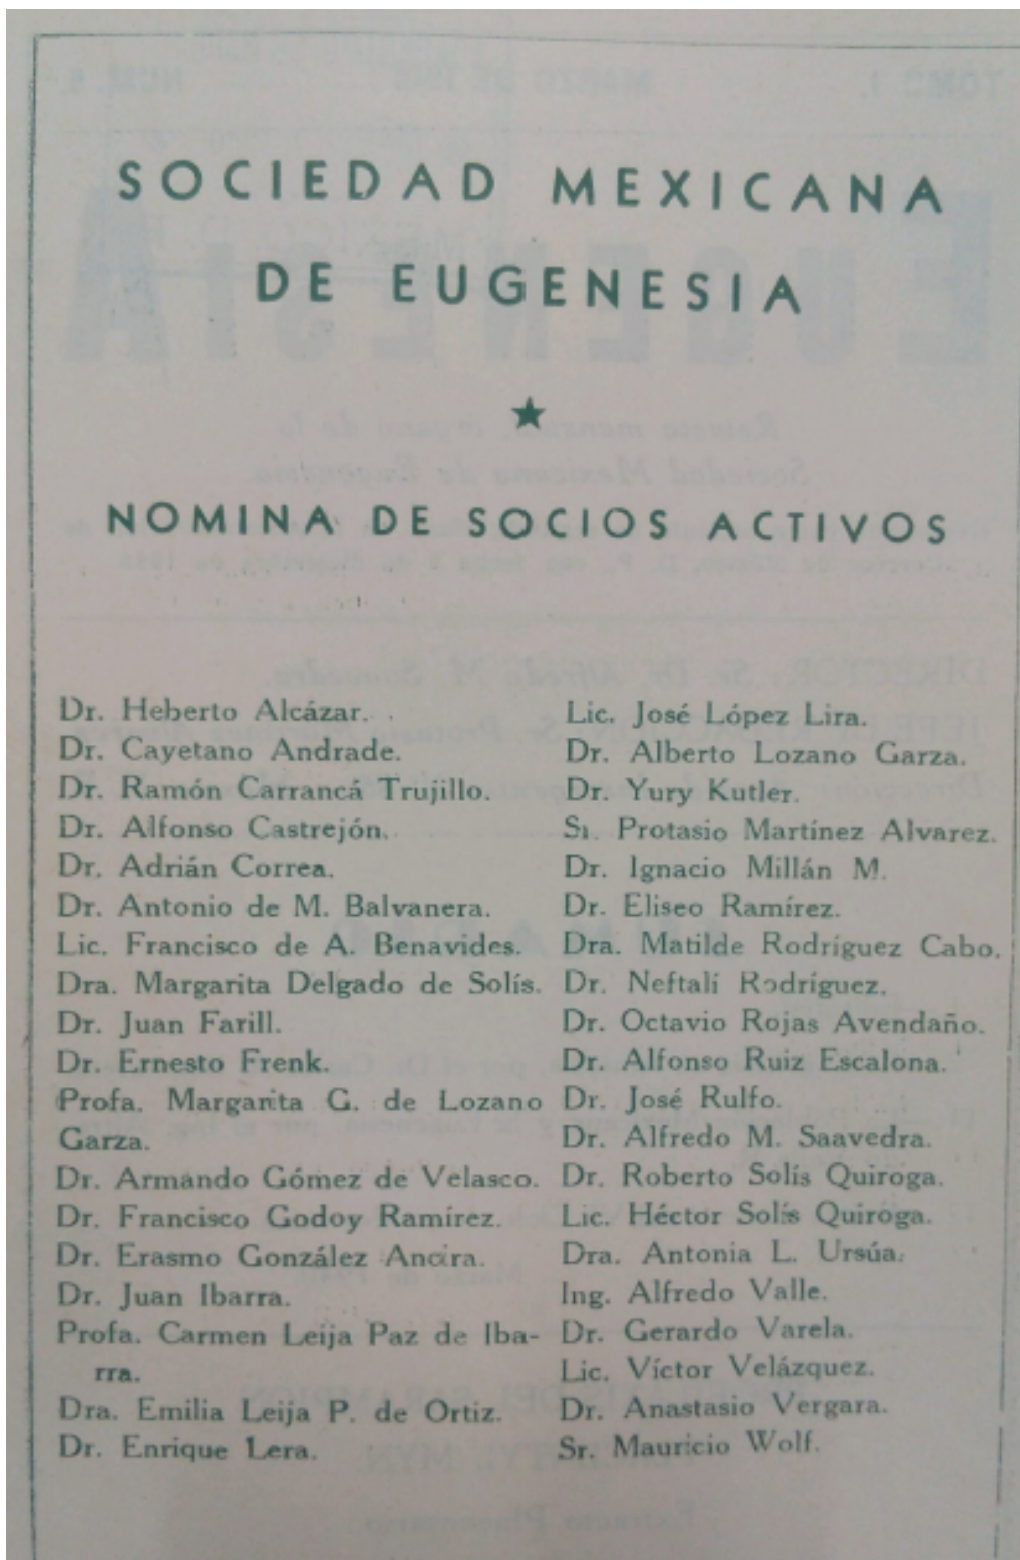 SOCIEDAD MEXICANA
DE EUGENESIA
NOMINA DE SOCIOS ACTIVOS
Dr. Heberto Alcázar.
Dr. Cayetano Andrade.
Dr. Ramón Carrancá Trujillo.
Dr. Alfonso Castrejón.
Dr. Adrián Correa.
Dr. Antonio de M. Balvanera.
Lic. Francisco de A. Benavides.
Dra. Margarita Delgado de Solís.
Dr. Juan Farill.
Dr. Ernesto Frenk.
Profa. Margarita G. de Lozano
Garza.
Dr. Armando Gómez de Velasco.
Dr. Francisco Godoy Ramírez.
Dr. Erasmo González Ancira.
Dr. Juan Ibarra.
Profa. Carmen Leija Paz de Iba-
rra.
Dra. Emilia Leija P. de Ortiz.
Dr. Enrique Lera.
Lic. José López Lira.
Dr. Alberto Lozano Garza.
Dr. Yury Kutler.
Sr. Protasio Martínez Alvarez.
Dr. Ignacio Millán M.
Dr. Eliseo Ramírez.
Dra. Matilde Rodríguez Cabo.
Dr. Neftalí Rodríguez.
Dr. Octavio Rojas Avendaño.
Dr. Alfonso Ruiz Escalona.
Dr. José Rulfo.
Dr. Alfredo M. Saavedra.
Dr. Roberto Solís Quiroga.
Lic. Héctor Solís Quiroga.
Dra. Antonia L. Ursúa.
Ing. Alfredo Valle.
Dr. Gerardo Varela.
Lic. Víctor Velázquez.
Dr. Anastasio Vergara.
Sr. Mauricio Wolf.